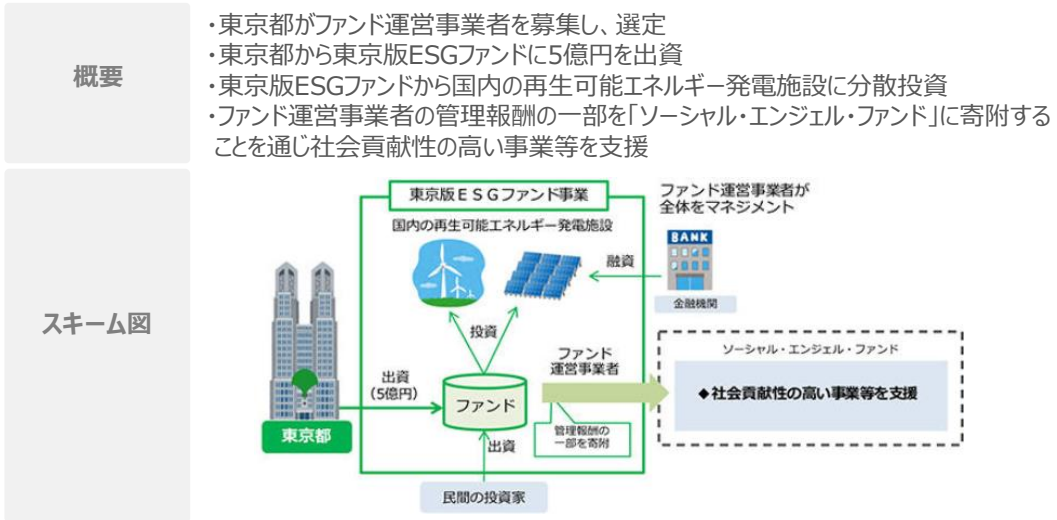 概要
・東京都がファンド運営事業者を募集し、選定
・東京都から東京版ESGファンドに5億円を出資
・東京版ESGファンドから国内の再生可能エネルギー発電施設に分散投資
・ファンド運営事業者の管理報酬の一部を「ソーシャル・エンジェル・ファンド」に寄附する
ことを通じ社会貢献性の高い事業等を支援
スキーム図
東京版ESGファンド事業
国内の再生可能エネルギー発電施設
ファンド運営事業者が
全体をマネジメント
BANK
融資
金融機関
投資
ファンド
運営事業者
ソーシャル・エンジェル・ファンド
◆社会貢献性の高い事業等を支援
出資
(5億円)
ファンド
東京都
管理報酬の
一部を寄附
出資
民間の投資家